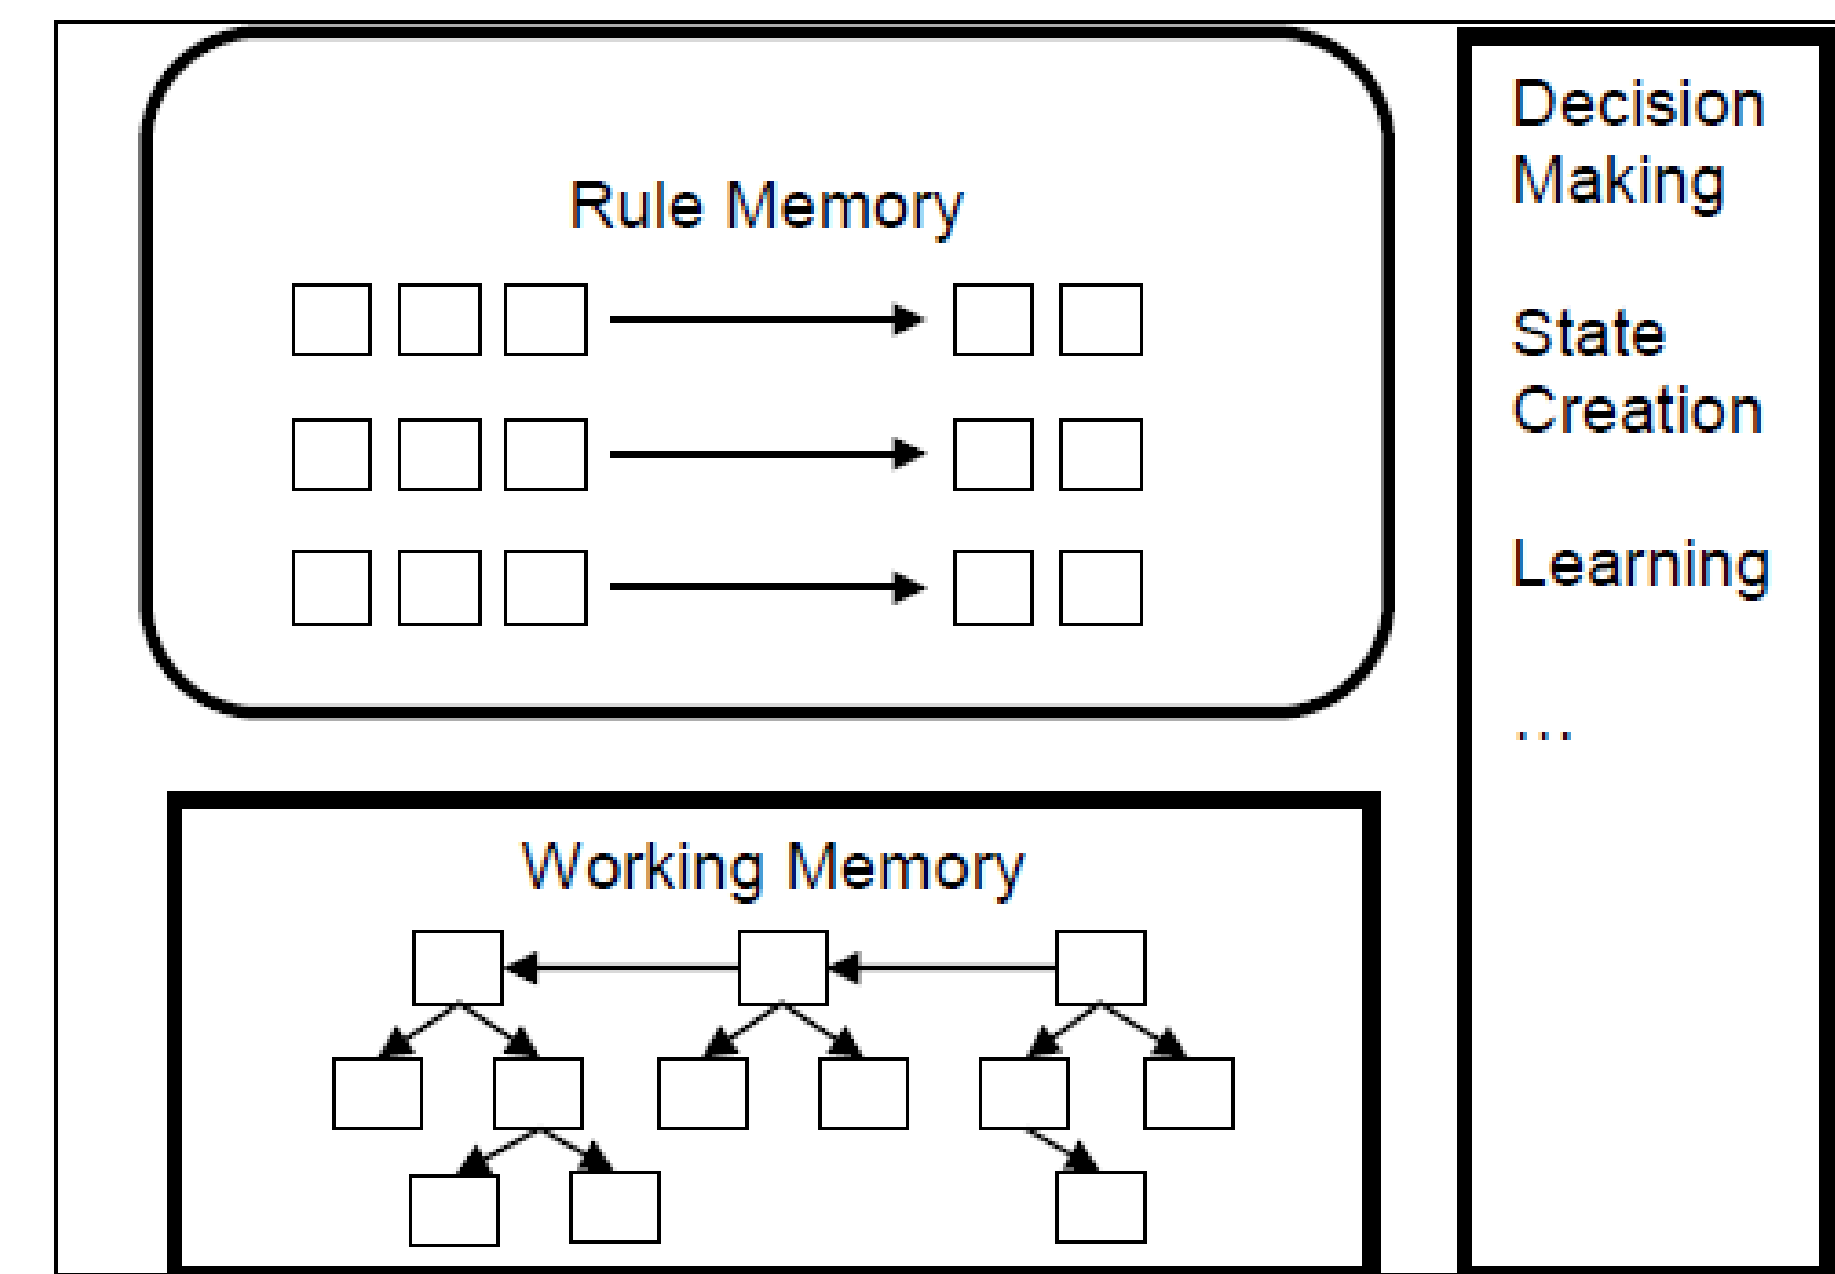 Rule Memory
Working Memory
Decision
Making
State
Creation
Learning
...